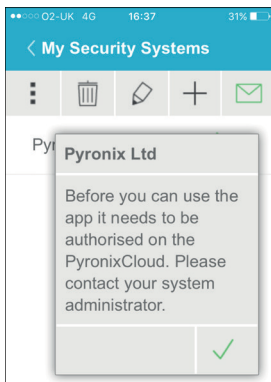 O2-UK 4G 16:37 31%
< My Security Systems
Pyr
Pyronix Ltd
Before you can use the
app it needs to be
authorised on the
PyronixCloud. Please
contact your system
administrator.